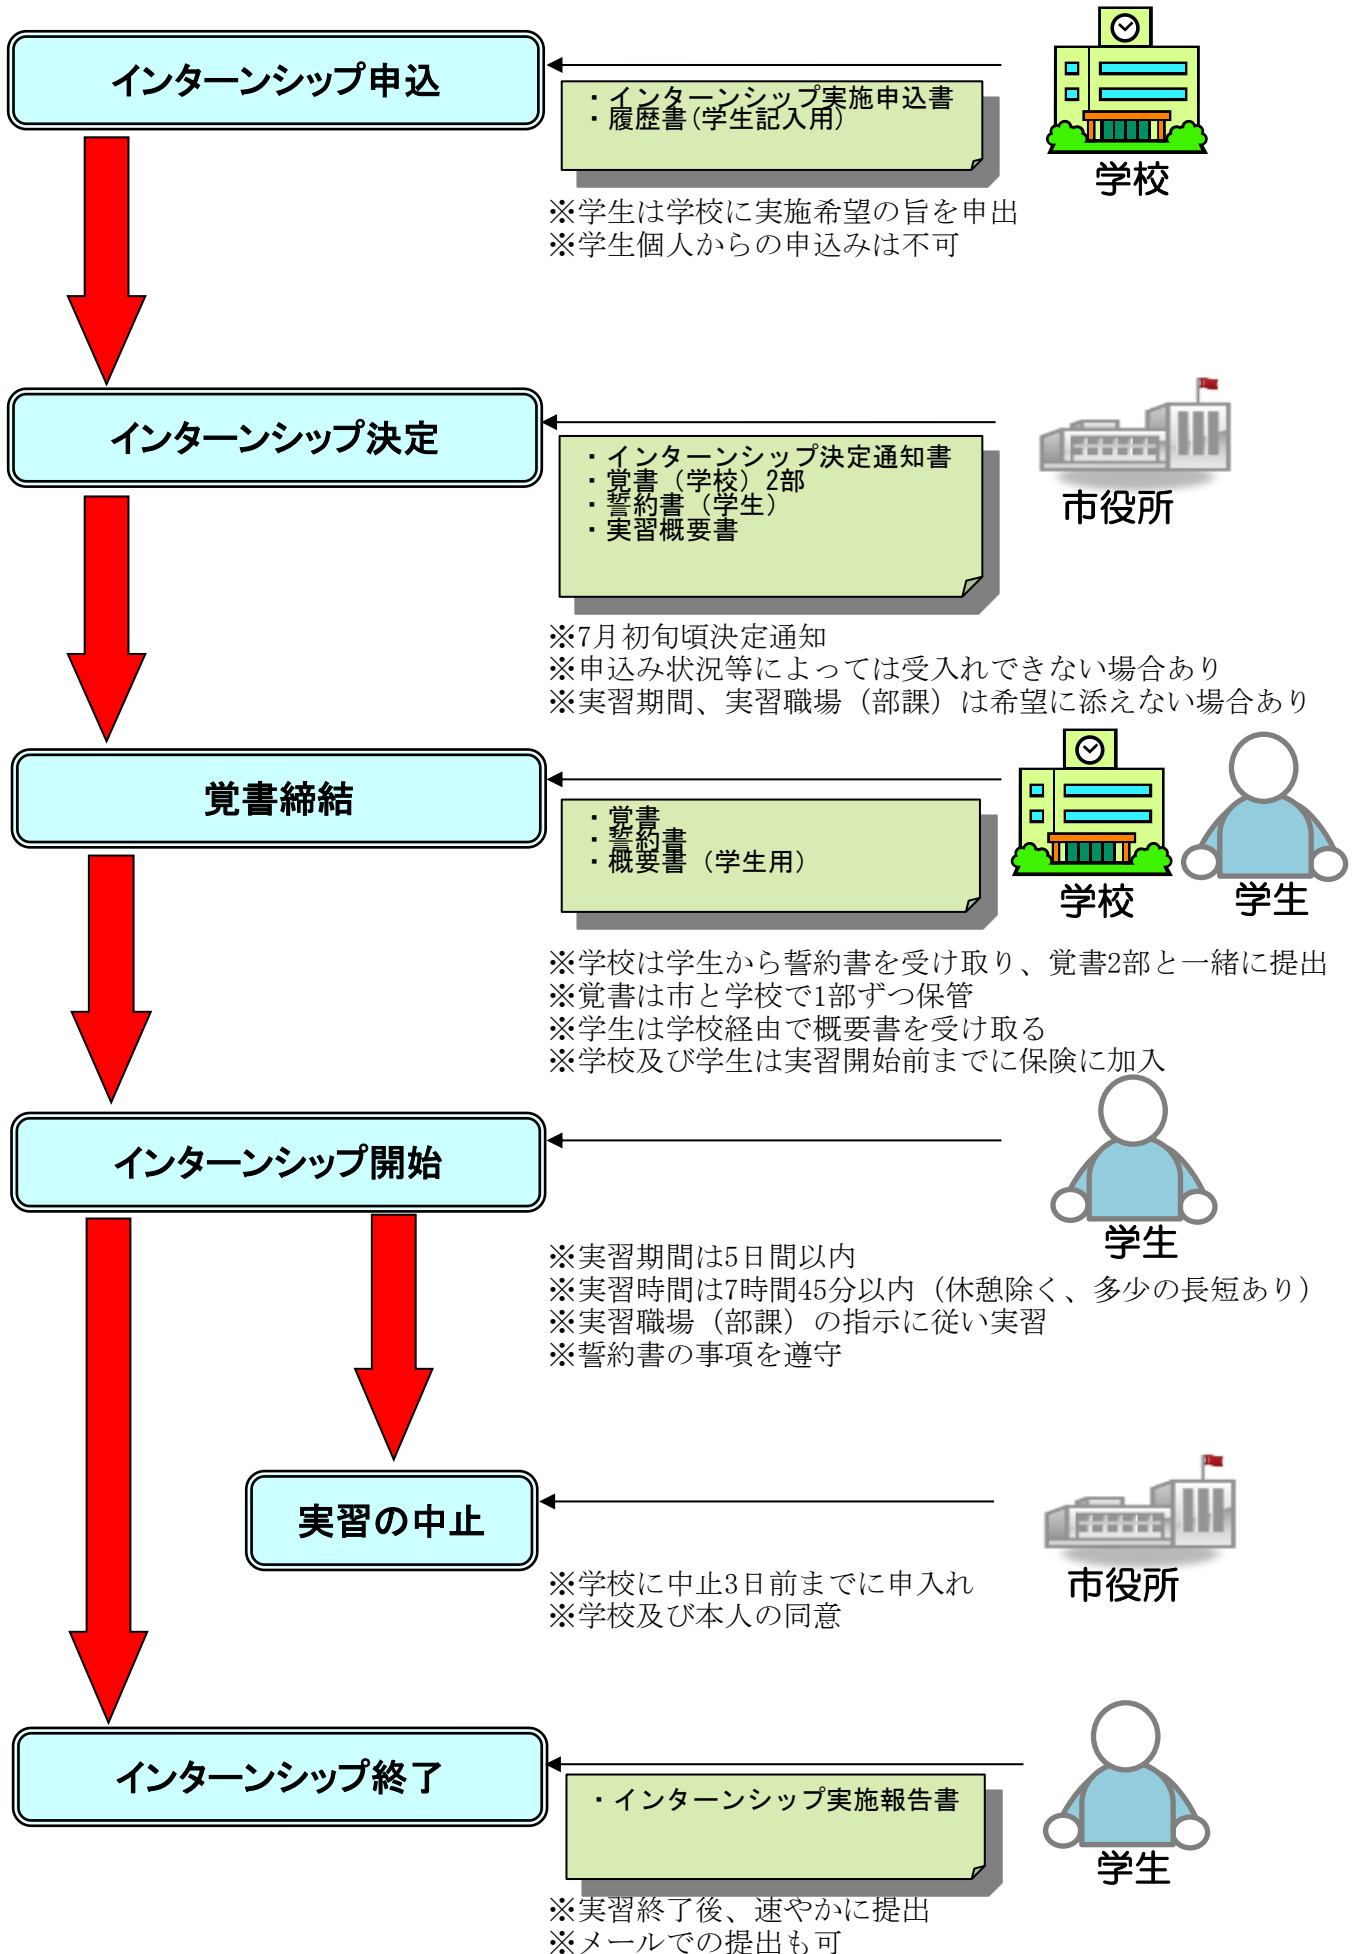 インターンシップ申込
・インターンシップ実施申込書
・履歴書(学生記入用)
学校
※学生は学校に実施希望の旨を申出
※学生個人からの申込みは不可
インターンシップ決定
・インターンシップ決定通知書
・覚書（学校）2部
・誓約書（学生）
・実習概要書
市役所
※7月初旬頃決定通知
※申込み状況等によっては受入れできない場合あり
※実習期間、実習職場（部課）は希望に添えない場合あり
覚書締結
・覚書
・誓約書
・概要書（学生用）
学校
学生
※学校は学生から誓約書を受け取り、覚書2部と一緒に提出
※覚書は市と学校で1部ずつ保管
※学生は学校経由で概要書を受け取る
※学校及び学生は実習開始前までに保険に加入
インターンシップ開始
学生
※実習期間は5日間以内
※実習時間は7時間45分以内（休憩除く、多少の長短あり）
※実習職場（部課）の指示に従い実習
※誓約書の事項を遵守
実習の中止
市役所
※学校に中止3日前までに申入れ
※学校及び本人の同意
インターンシップ終了
・インターンシップ実施報告書
学生
※実習終了後、速やかに提出
※メールでの提出も可